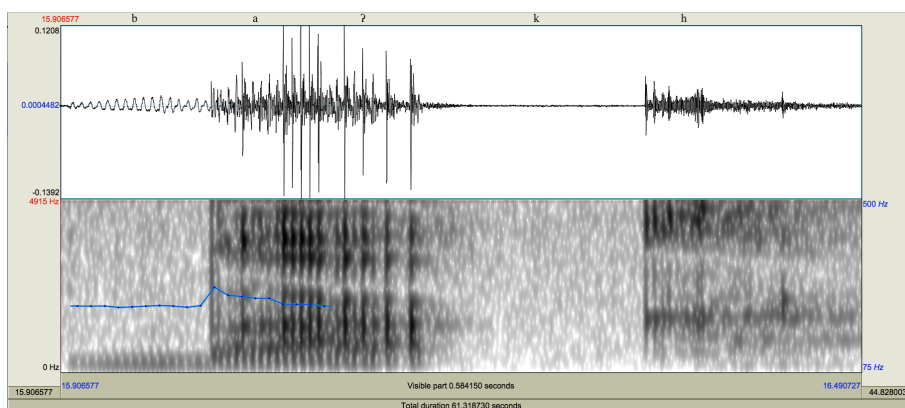 b a ʔ k h
15.906577
0.1208
0.0004482
-0.1392
4915 Hz 500 Hz
0 Hz 75 Hz
15.906577 15.906577 Visible part 0.584150 seconds 16.490727 44.828003
Total duration 61.318730 seconds